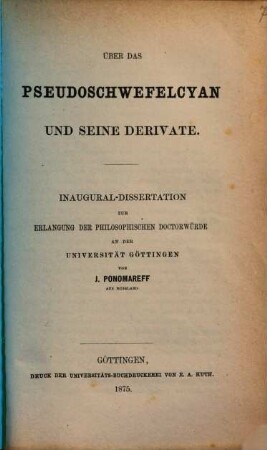 ÜBER DAS
PSEUDOSCHWEFELCYAN
UND SEINE DERIVATE.
INAUGURAL-DISSERTATION
ZUR
ERLANGUNG DER PHILOSOPHISCHEN DOCTORWÜRDE
AN DER
UNIVERSITÄT GÖTTINGEN
VON
J. PONOMAREFF
AUS RUSSLAND.
GÖTTINGEN,
DRUCK DER UNIVERSITÄTS-BUCHDRUCKEREI VON E. A. HUTH.
1875.